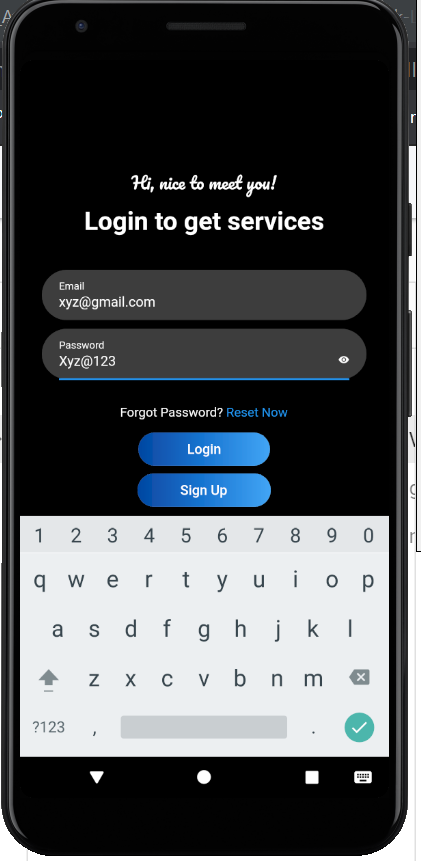 Hi, nice to meet you!
Login to get services
Email
xyz@gmail.com
Password
Xyz@123
Forgot Password? Reset Now
Login
Sign Up
1 2 3 4 5 6 7 8 9 0
q w e r t y u i o p
a s d f g h j k l
z x c v b n m
?123 , .